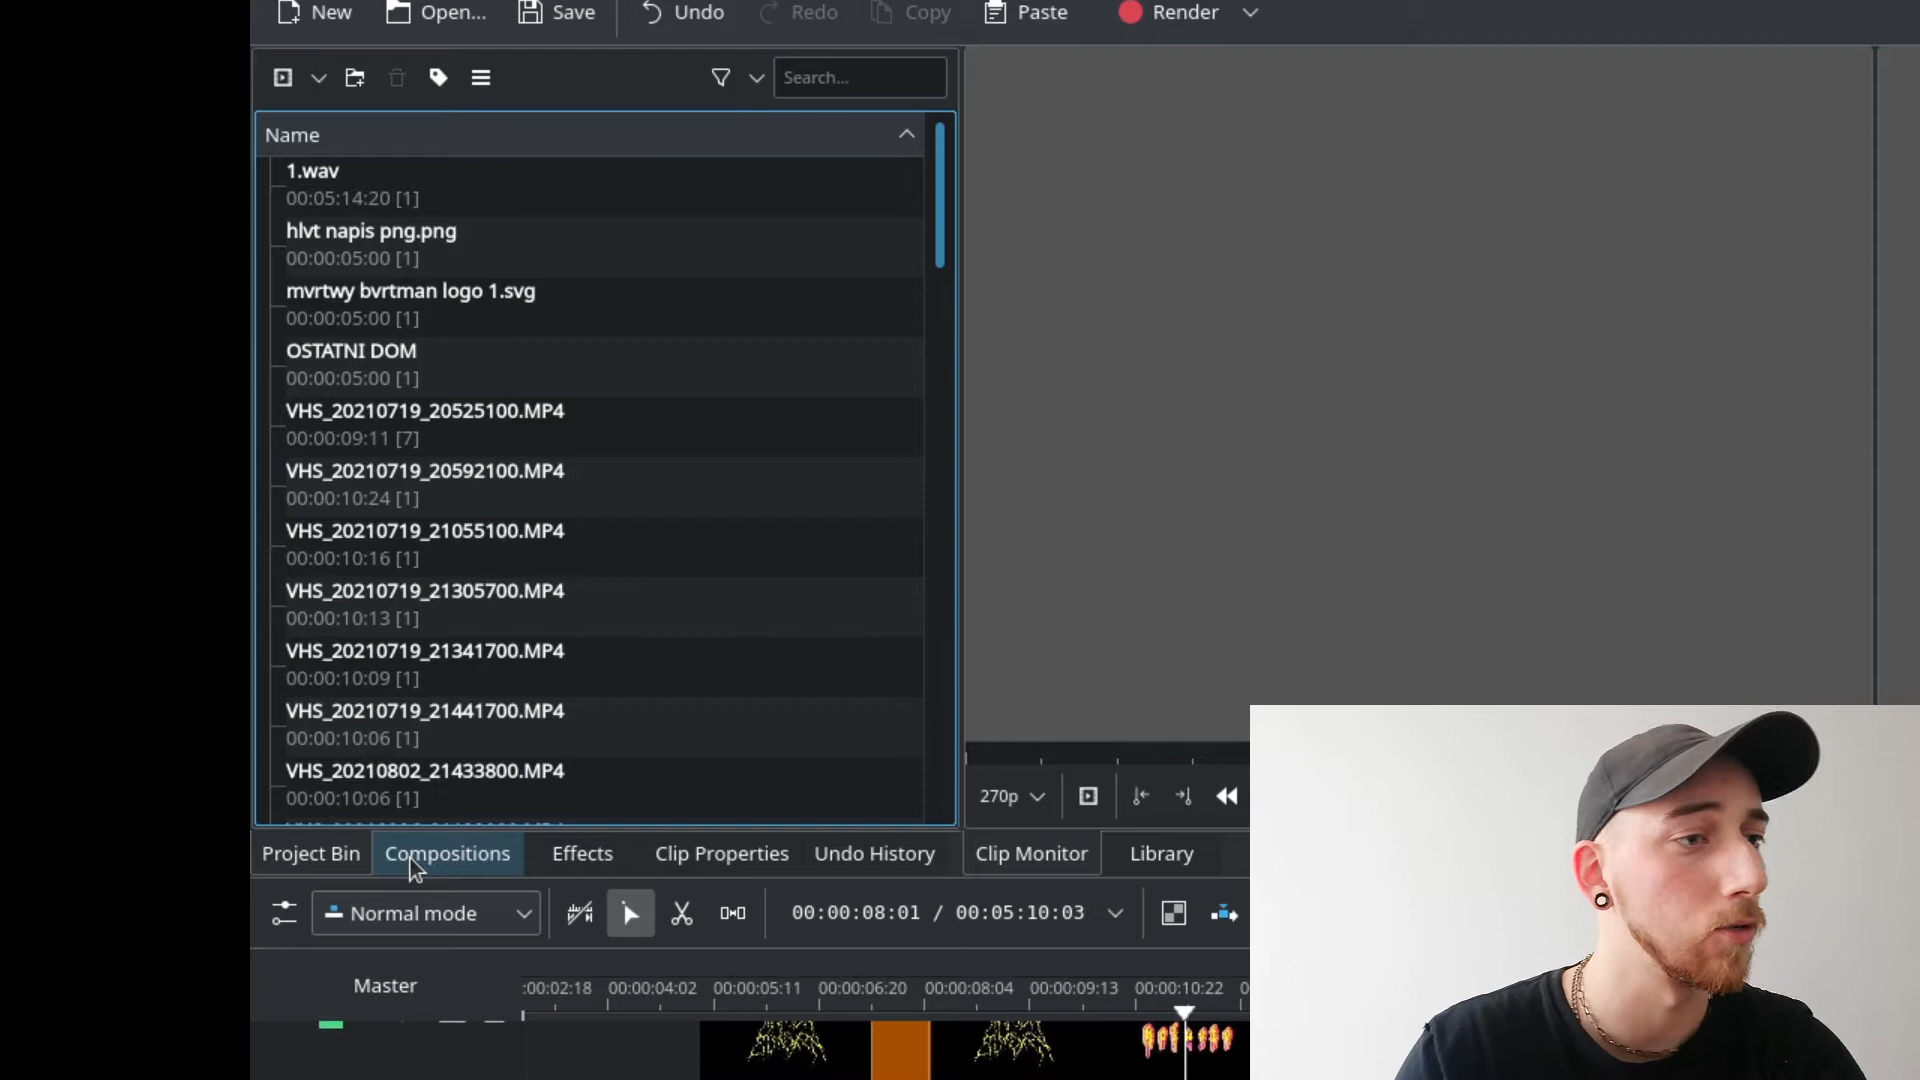 New Open... Save Undo Redo Copy Paste Render
Search...
Name
1.wav
00:05:14:20 [1]
hlvt napis png.png
00:00:05:00 [1]
mvrtwy bvrtman logo 1.svg
00:00:05:00 [1]
OSTATNI DOM
00:00:05:00 [1]
VHS_20210719_20525100.MP4
00:00:09:11 [7]
VHS_20210719_20592100.MP4
00:00:10:24 [1]
VHS_20210719_21055100.MP4
00:00:10:16 [1]
VHS_20210719_21305700.MP4
00:00:10:13 [1]
VHS_20210719_21341700.MP4
00:00:10:09 [1]
VHS_20210719_21441700.MP4
00:00:10:06 [1]
VHS_20210802_21433800.MP4
00:00:10:06 [1]
270p
Project Bin Compositions Effects Clip Properties Undo History Clip Monitor Library
Normal mode 00:00:08:01 / 00:05:10:03
Master :00:02:18 00:00:04:02 00:00:05:11 00:00:06:20 00:00:08:04 00:00:09:13 00:00:10:22